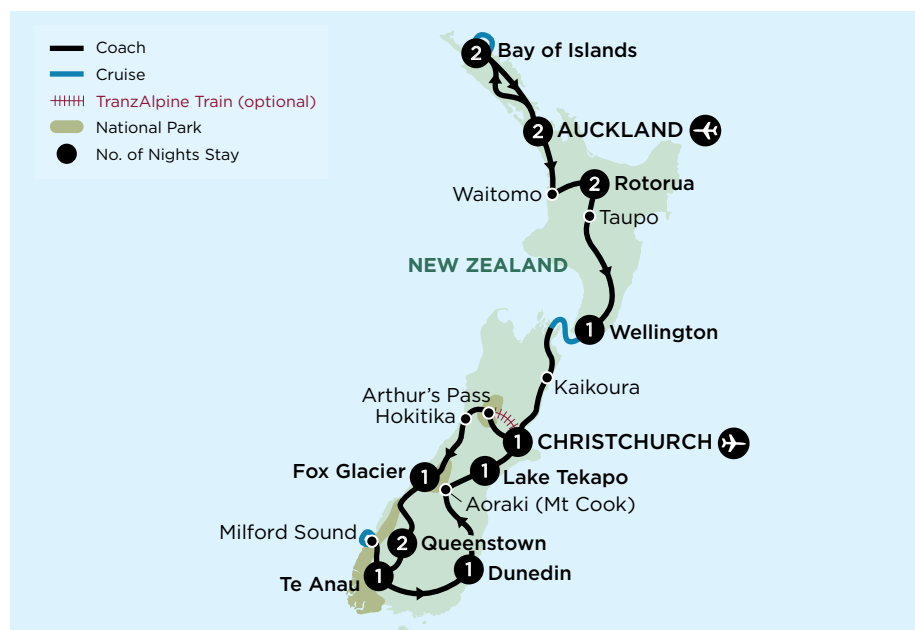 Coach
Cruise
TranzAlpine Train (optional)
National Park
No. of Nights Stay
2 Bay of Islands
2 AUCKLAND
Waitomo
2 Rotorua
Taupo
NEW ZEALAND
1 Wellington
Kaikoura
Arthur's Pass
Hokitika
1 CHRISTCHURCH
Fox Glacier 1
1 Lake Tekapo
Aoraki (Mt Cook)
Milford Sound
2 Queenstown
Te Anau 1
1 Dunedin